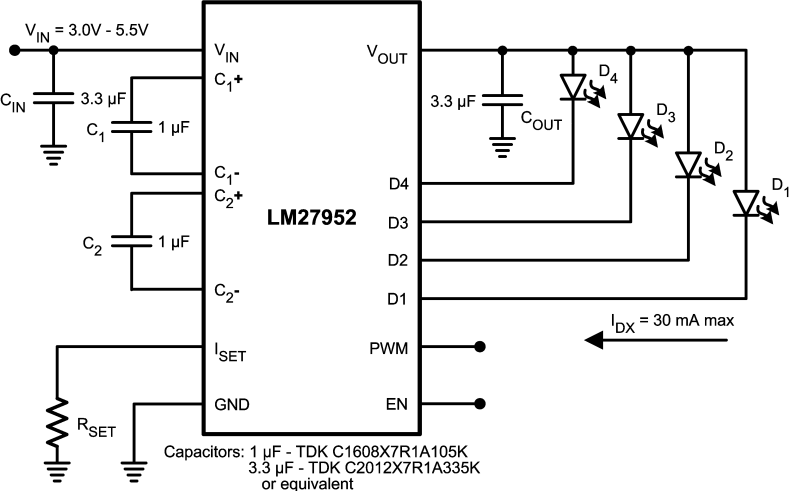 VIN = 3.0V - 5.5V
VIN
VOUT
C1+
CIN
3.3 µF
C1
1 µF
C1-
C2+
C2
1 µF
C2-
LM27952
3.3 µF
COUT
D4
D3
D2
D1
D4
D3
D2
D1
IDX = 30 mA max
ISET
PWM
RSET
GND
EN
Capacitors: 1 µF - TDK C1608X7R1A105K
3.3 µF - TDK C2012X7R1A335K
or equivalent